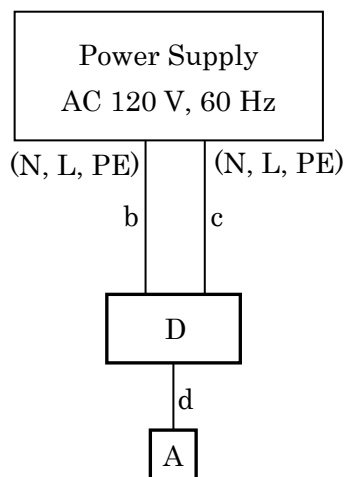 Power Supply
AC 120 V, 60 Hz
(N, L, PE)
(N, L, PE)
b
c
D
d
A